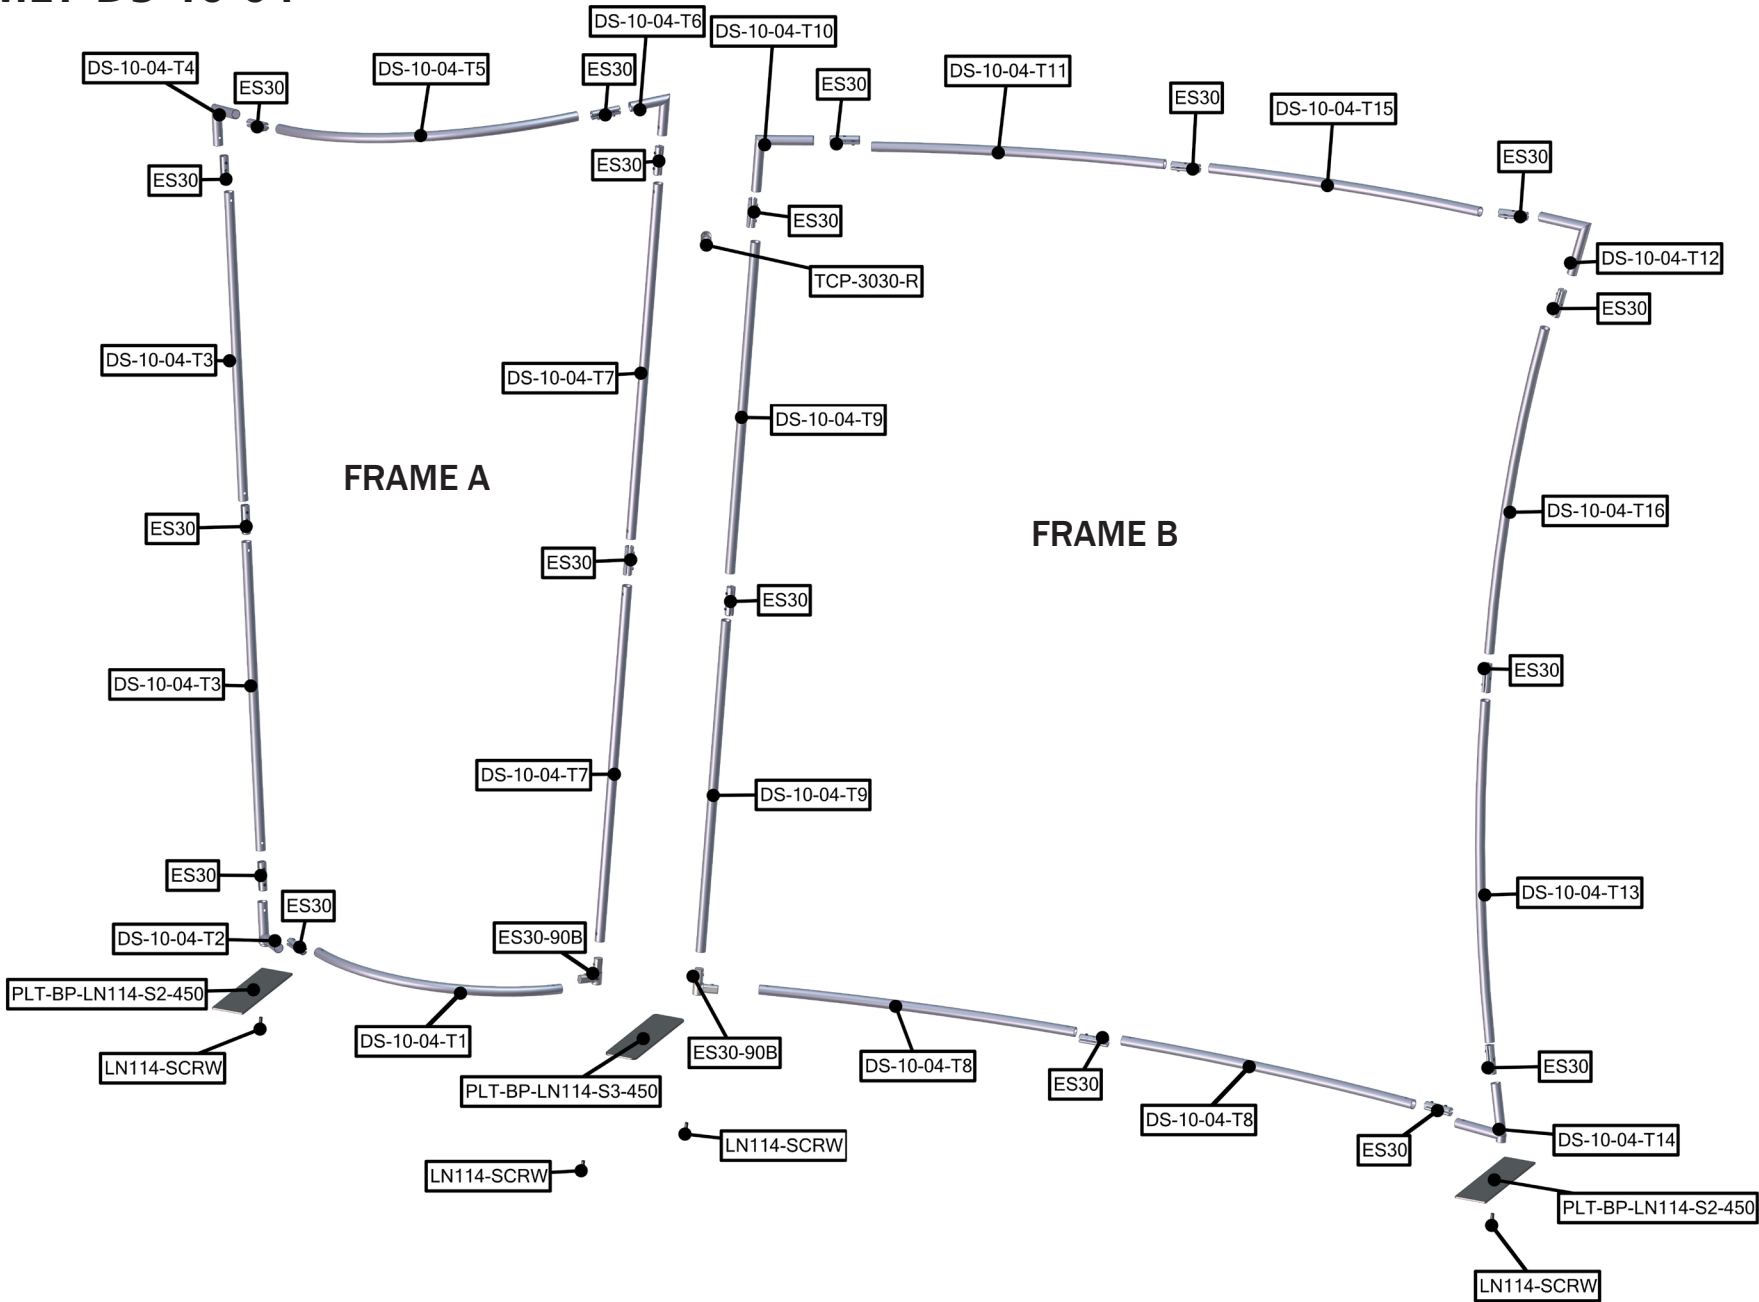 DS-10-04-T6
DS-10-04-T10
DS-10-04-T4
ES30
DS-10-04-T5
ES30
ES30
DS-10-04-T11
ES30
DS-10-04-T15
ES30
ES30
ES30
ES30
TCP-3030-R
DS-10-04-T12
ES30
DS-10-04-T3
DS-10-04-T7
DS-10-04-T9
FRAME A
FRAME B
DS-10-04-T16
ES30
ES30
ES30
ES30
DS-10-04-T3
DS-10-04-T7
DS-10-04-T9
DS-10-04-T13
ES30
ES30
DS-10-04-T2
ES30-90B
PLT-BP-LN114-S2-450
DS-10-04-T1
LN114-SCRW
ES30-90B
DS-10-04-T8
ES30
ES30
PLT-BP-LN114-S3-450
DS-10-04-T8
LN114-SCRW
ES30
DS-10-04-T14
LN114-SCRW
PLT-BP-LN114-S2-450
LN114-SCRW